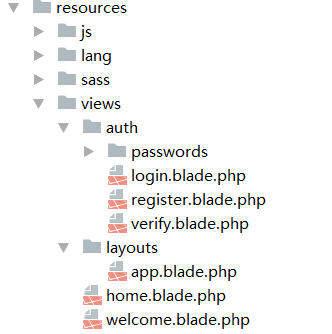 resources
js
lang
sass
views
auth
passwords
login.blade.php
register.blade.php
verify.blade.php
layouts
app.blade.php
home.blade.php
welcome.blade.php